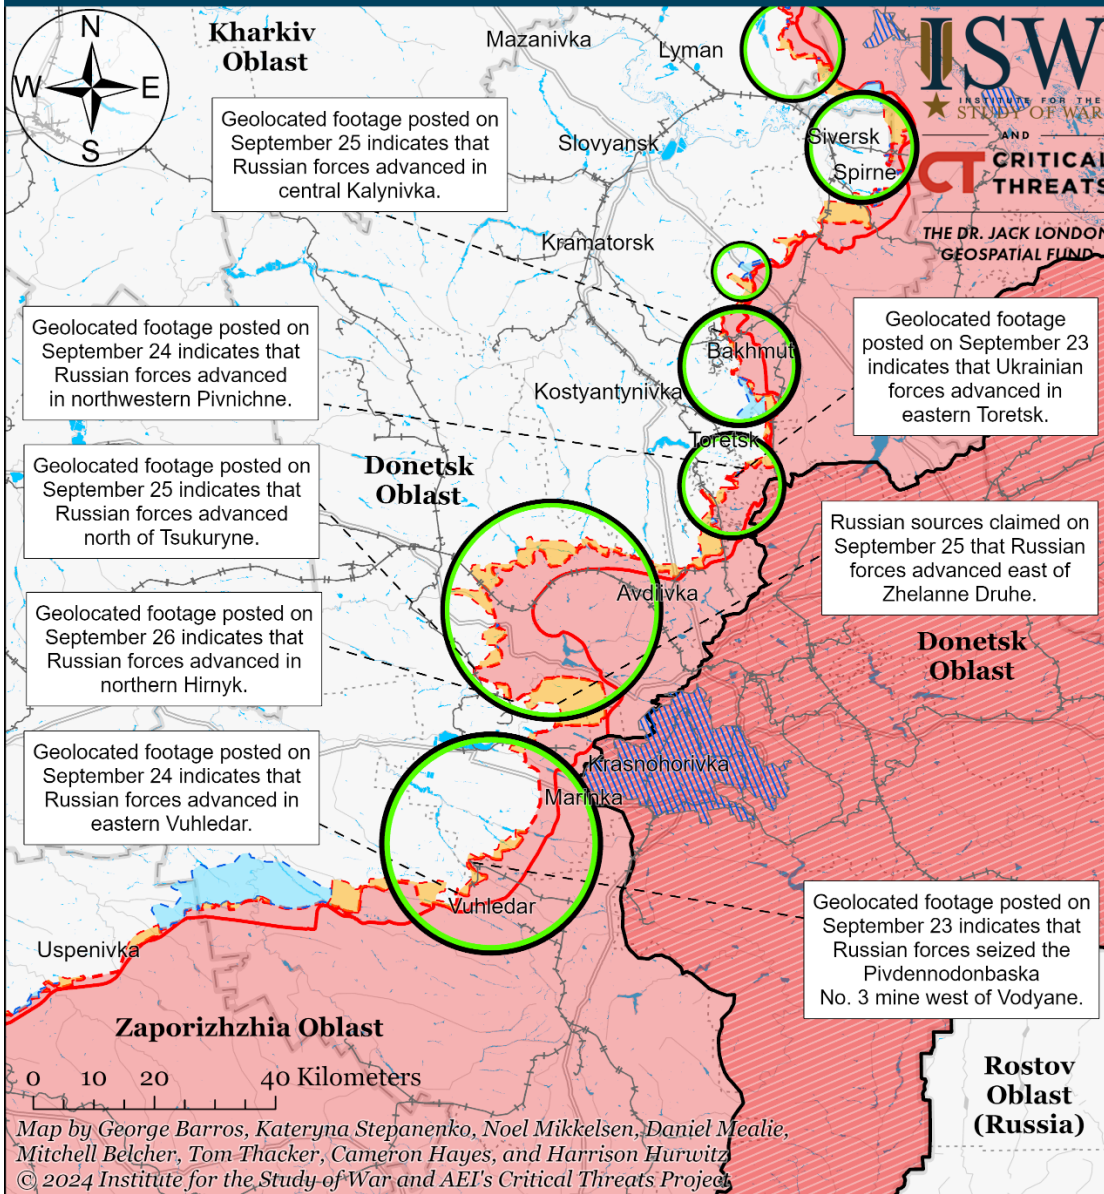 N
W
E
S
Kharkiv
Oblast
Mazanivka
Lyman
ISW
INSTITUTE FOR THE
STUDY OF WAR
AND
CT CRITICAL
THREATS
THE DR. JACK LONDON
GEOSPATIAL FUND
Geolocated footage posted on
September 25 indicates that
Russian forces advanced in
central Kalynivka.
Slovyansk
Siversk
Spirne
Kramatorsk
Geolocated footage posted on
September 24 indicates that
Russian forces advanced
in northwestern Pivnichne.
Geolocated footage
posted on September 23
indicates that Ukrainian
forces advanced in
eastern Toretsk.
Bakhmut
Kostyantynivka
Toretsk
Donetsk
Oblast
Geolocated footage posted on
September 25 indicates that
Russian forces advanced
north of Tsukuryne.
Russian sources claimed on
September 25 that Russian
forces advanced east of
Zhelanne Druhe.
Avdiivka
Geolocated footage posted on
September 26 indicates that
Russian forces advanced in
northern Hirnyk.
Donetsk
Oblast
Geolocated footage posted on
September 24 indicates that
Russian forces advanced in
eastern Vuhledar.
Krasnohorivka
Marinka
Vuhledar
Geolocated footage posted on
September 23 indicates that
Russian forces seized the
Pivdennodonbaska
No. 3 mine west of Vodyane.
Uspenivka
Zaporizhzhia Oblast
Rostov
Oblast
(Russia)
0 10 20 40 Kilometers
Map by George Barros, Kateryna Stepanenko, Noel Mikkelsen, Daniel Mealie,
Mitchell Belcher, Tom Thacker, Cameron Hayes, and Harrison Hurwitz
© 2024 Institute for the Study of War and AEI's Critical Threats Project